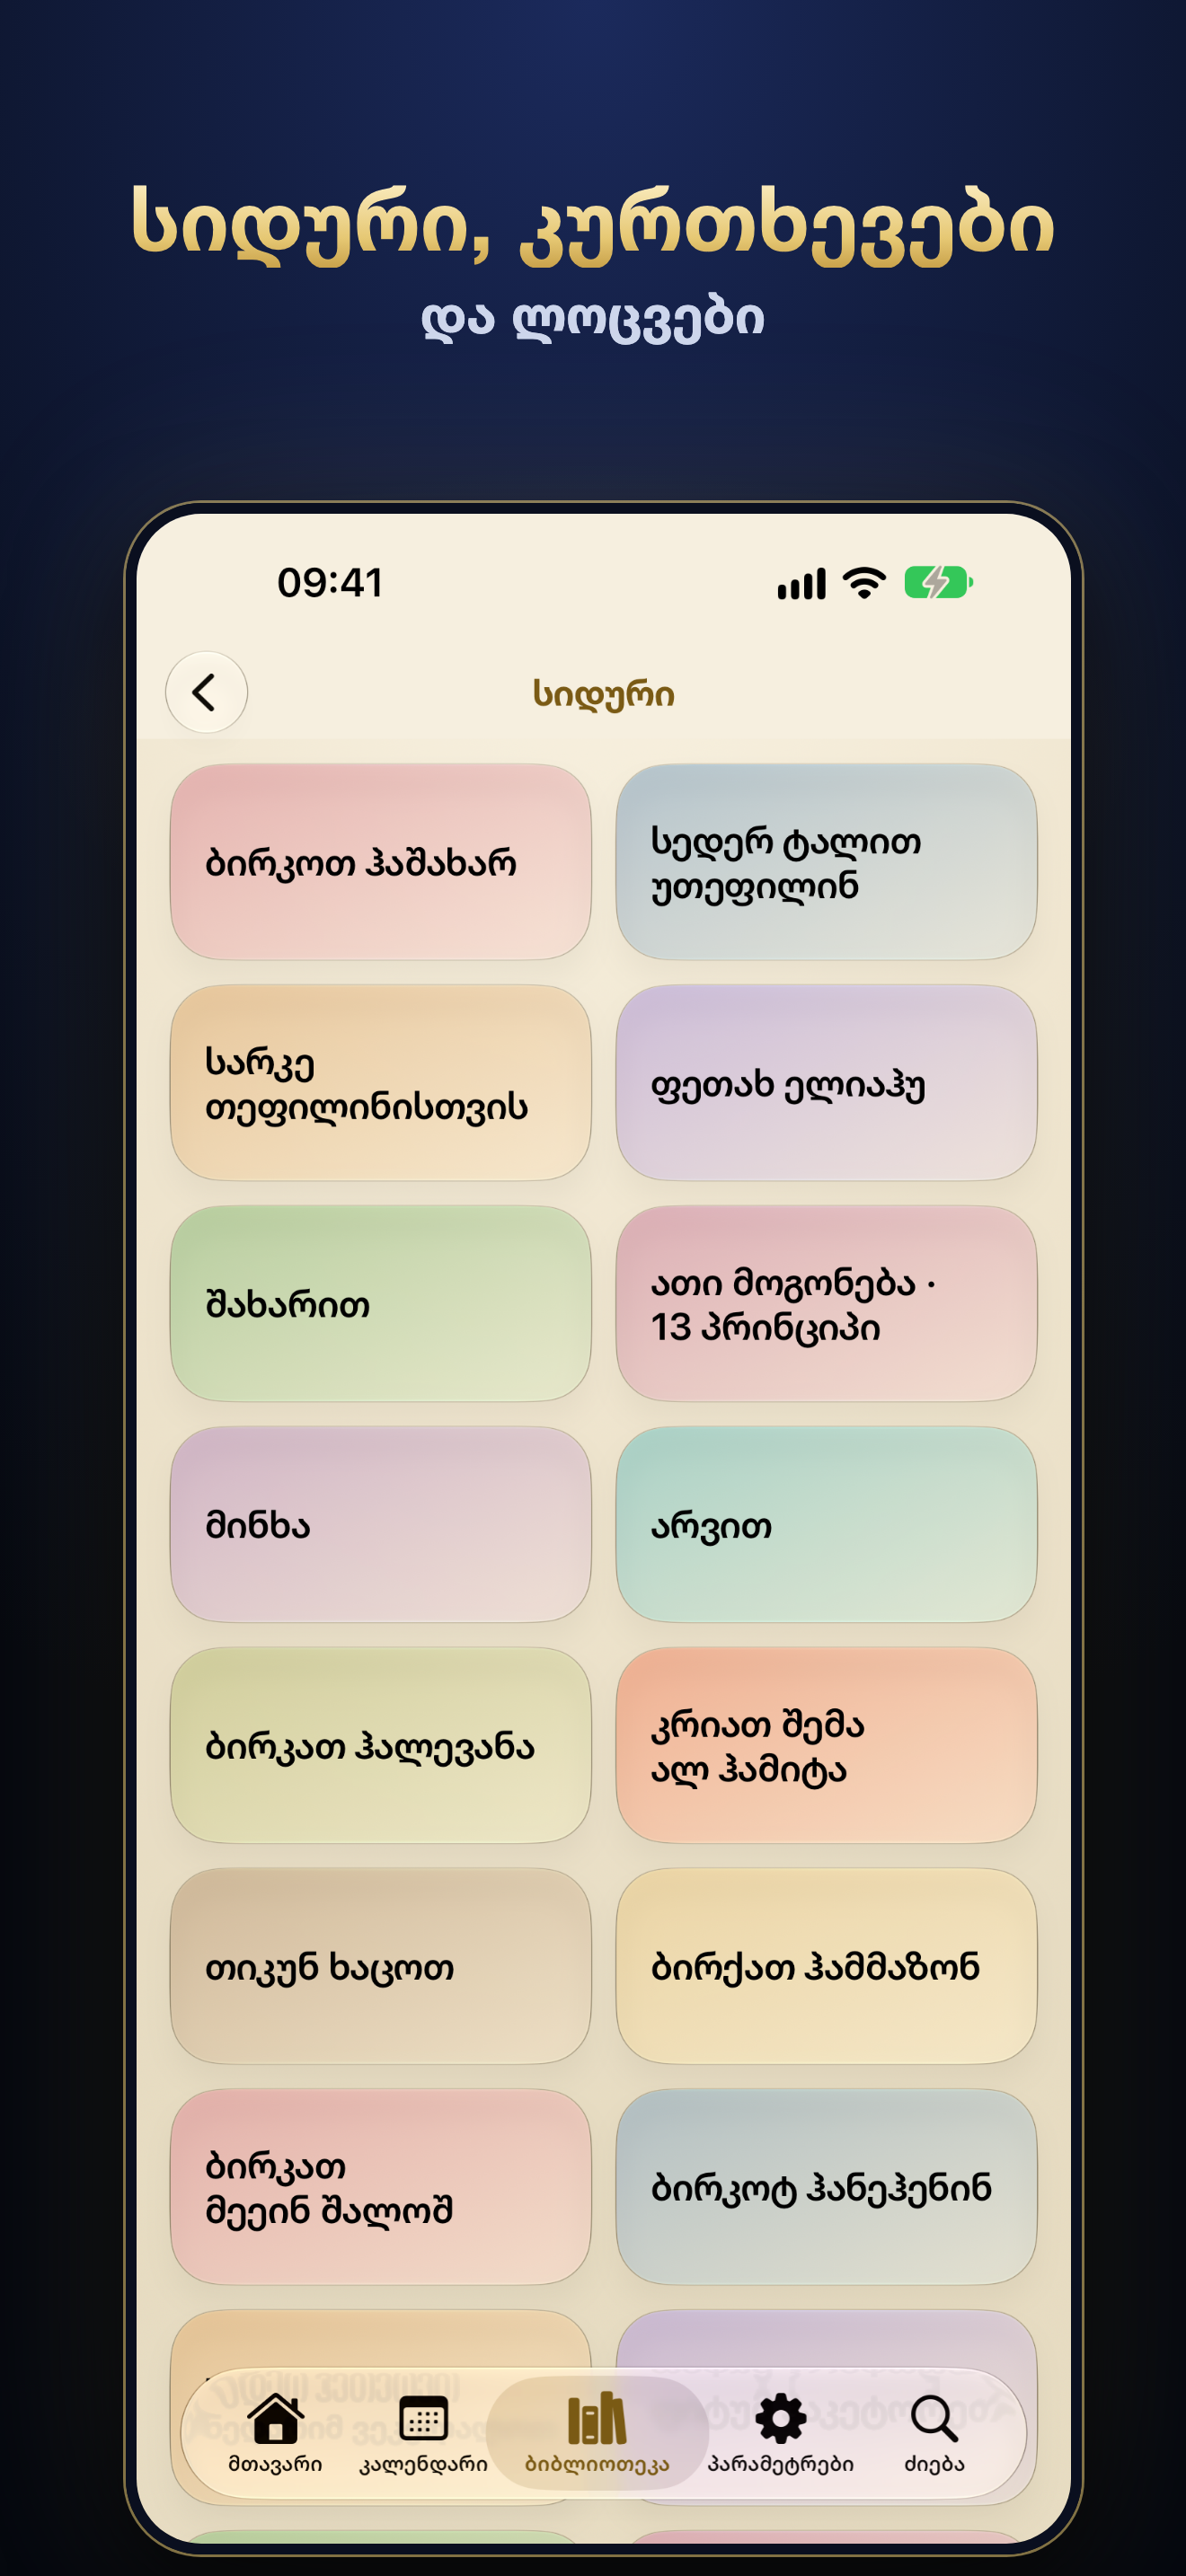 სიდური, კურთხევები
და ლოცვები
09:41
სიდური
ბირკოთ ჰაშახარ
სედერ ტალით
უთეფილინ
სარკე
თეფილინისთვის
ფეთახ ელიაჰუ
შახარით
ათი მოგონება ·
13 პრინციპი
მინხა
არვით
ბირკათ ჰალევანა
კრიათ შემა
ალ ჰამიტა
თიკუნ ხაცოთ
ბირქათ ჰამმაზონ
ბირკათ
მეეინ შალოშ
ბირკოტ ჰანეჰენინ
მთავარი
კალენდარი
ბიბლიოთეკა
პარამეტრები
ძიება